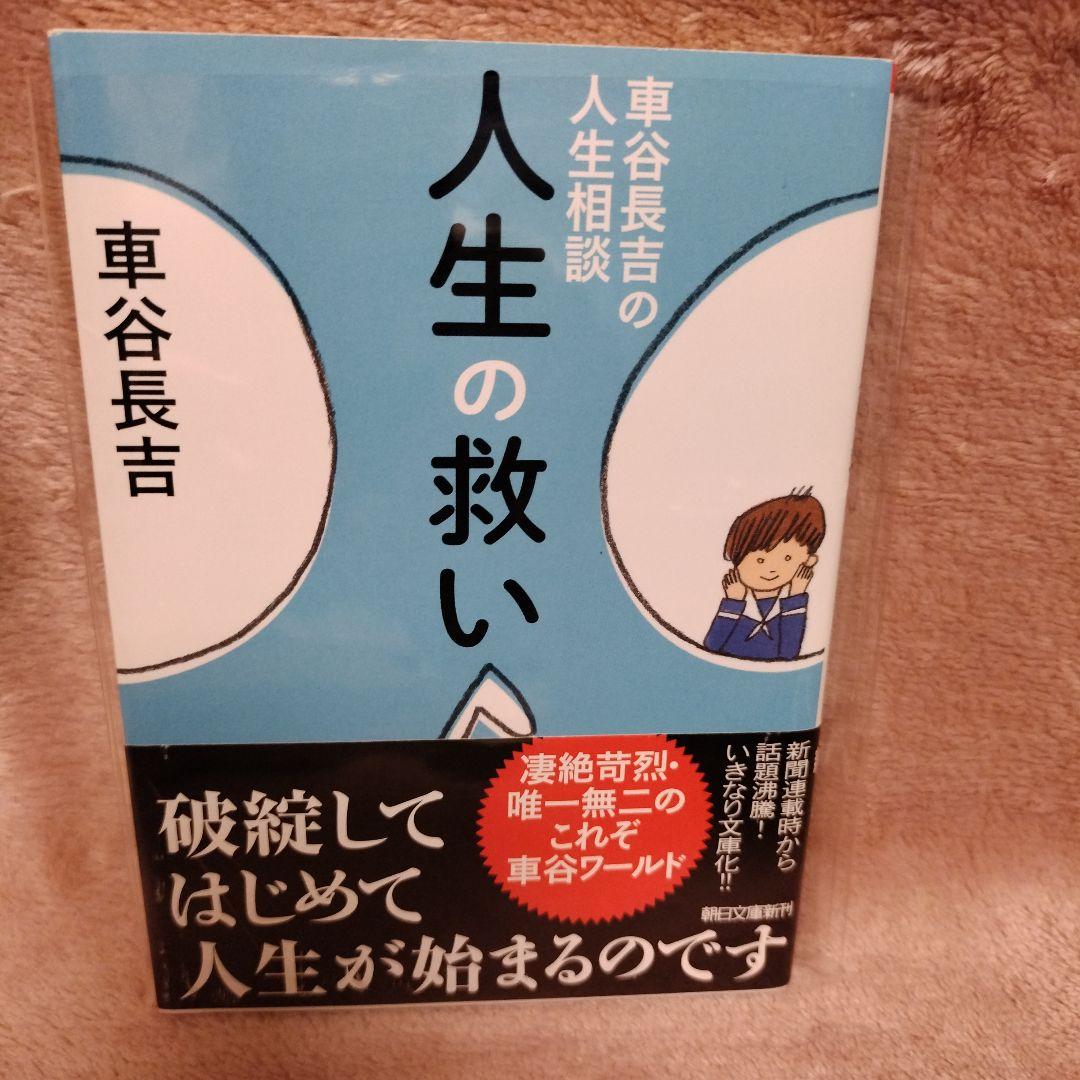 車谷長吉の
人生相談
人生の救い
車谷長吉
新聞連載時から
話題沸騰!
いきなり文庫化!!
朝日文庫新刊
凄絶苛烈・
唯一無二の
これぞ
車谷ワールド
破綻して
はじめて
人生が始まるのです